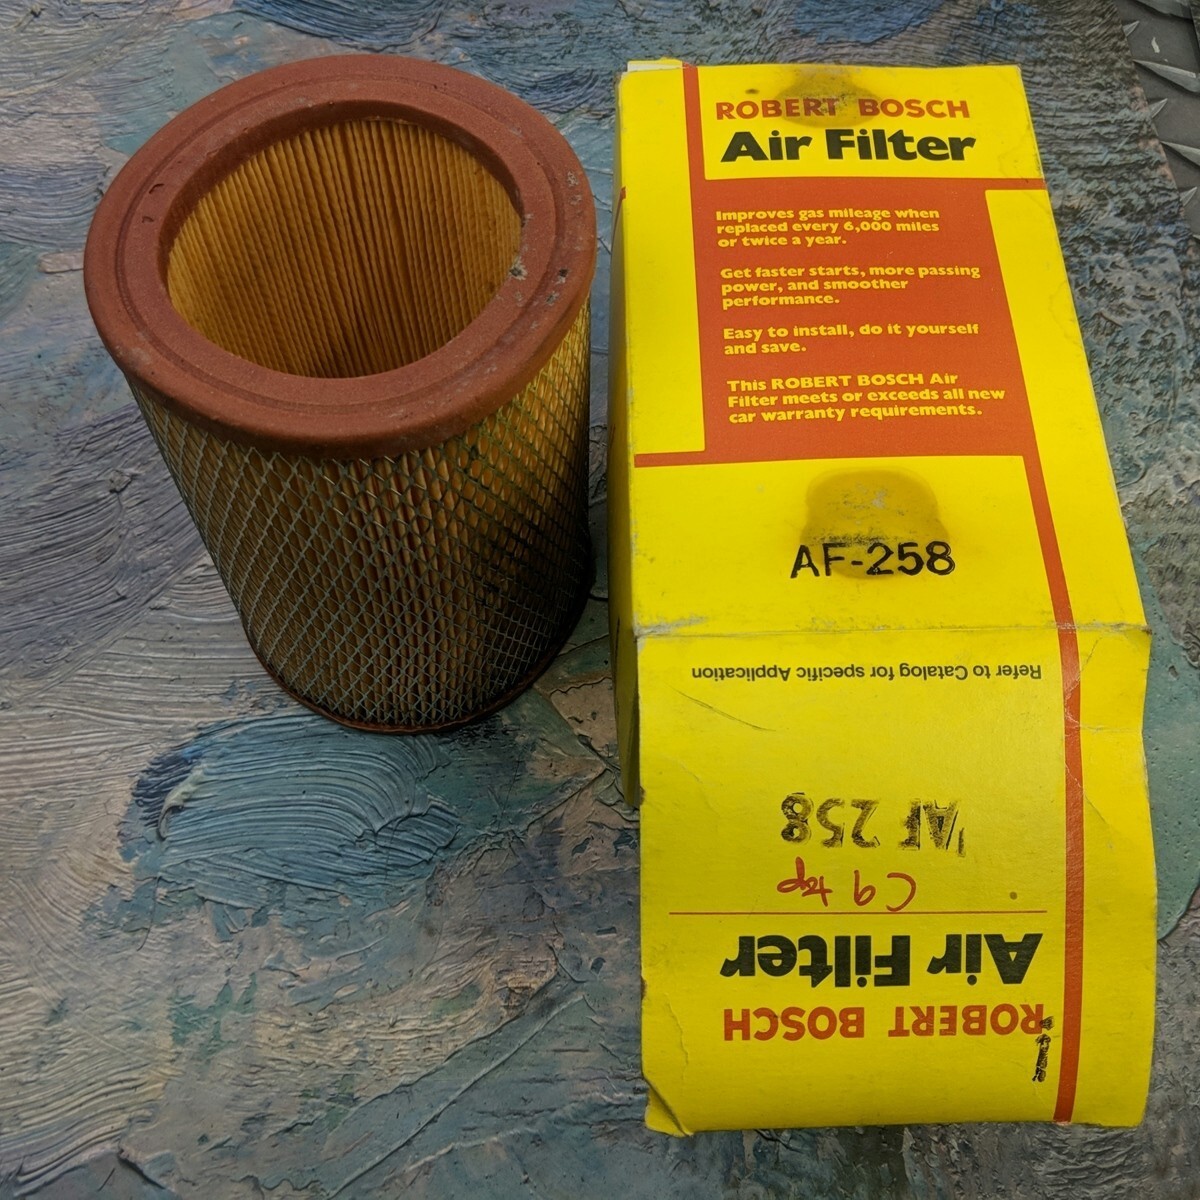 ROBERT BOSCH
Air Filter
Improves gas mileage when
replaced every 6,000 miles
or twice a year.
Get faster starts, more passing
power, and smoother
performance.
Easy to install, do it yourself
and save.
This ROBERT BOSCH Air
Filter meets or exceeds all new
car warranty requirements.
AF-258
Refer to Catalog for specific Application
AF 258
C9 top
Air Filter
ROBERT BOSCH